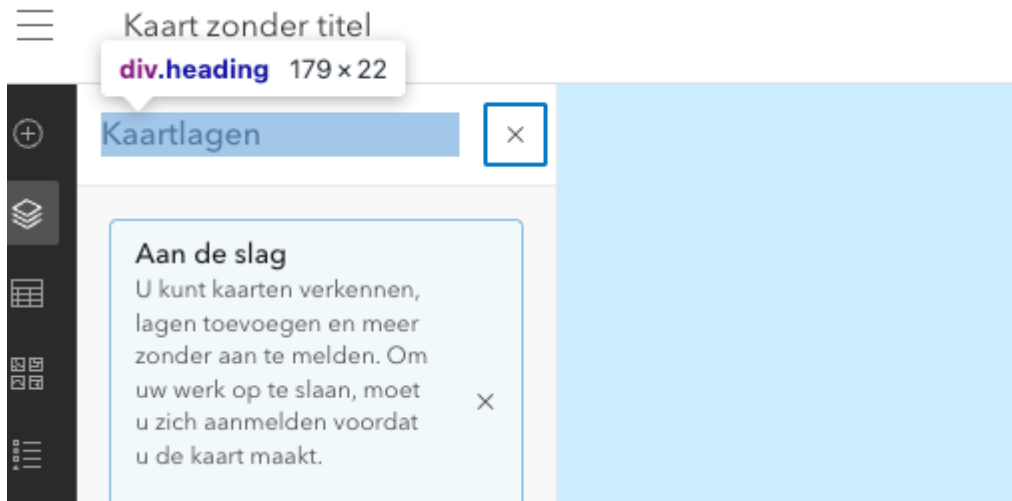 Kaart zonder titel
div.heading 179 × 22
Kaartlagen
Aan de slag
U kunt kaarten verkennen,
lagen toevoegen en meer
zonder aan te melden. Om
uw werk op te slaan, moet
u zich aanmelden voordat
u de kaart maakt.